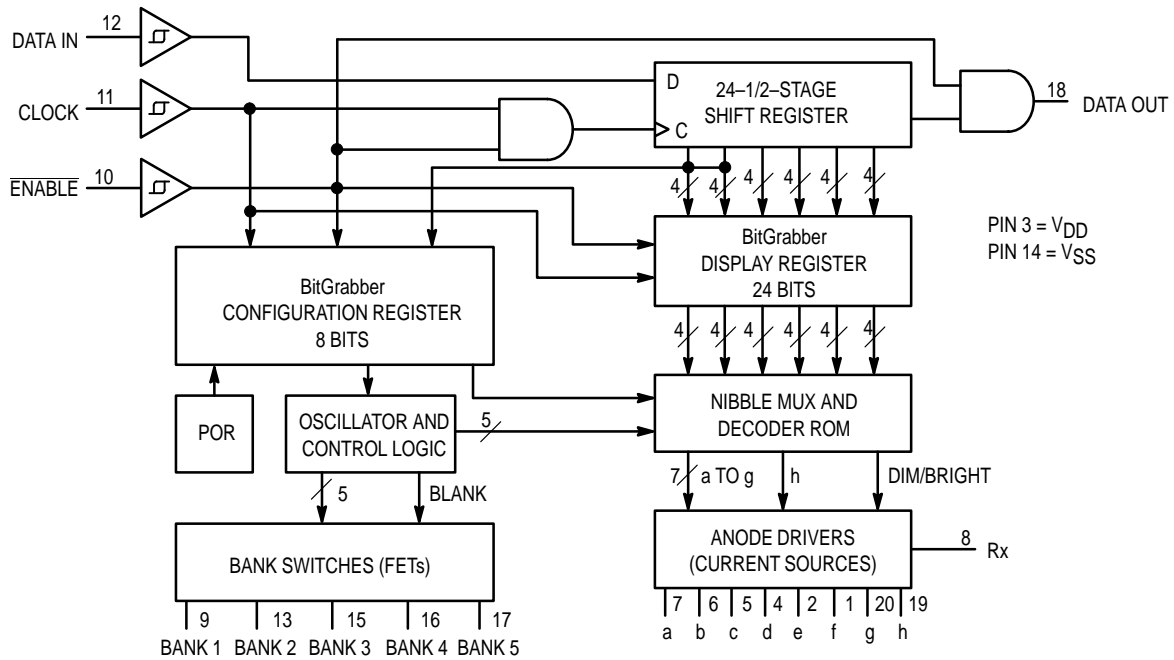 12
DATA IN
11
CLOCK
10
ENABLE
D
C
24–1/2–STAGE
SHIFT REGISTER
18
DATA OUT
4 4 4 4 4 4
BitGrabber
DISPLAY REGISTER
24 BITS
PIN 3 = VDD
PIN 14 = VSS
BitGrabber
CONFIGURATION REGISTER
8 BITS
4 4 4 4 4 4
POR
OSCILLATOR AND
CONTROL LOGIC
5
NIBBLE MUX AND
DECODER ROM
5
BLANK
7 a TO g
h
DIM/BRIGHT
BANK SWITCHES (FETs)
ANODE DRIVERS
(CURRENT SOURCES)
8
Rx
9 13 15 16 17
BANK 1 BANK 2 BANK 3 BANK 4 BANK 5
7 6 5 4 2 1 20 19
a b c d e f g h